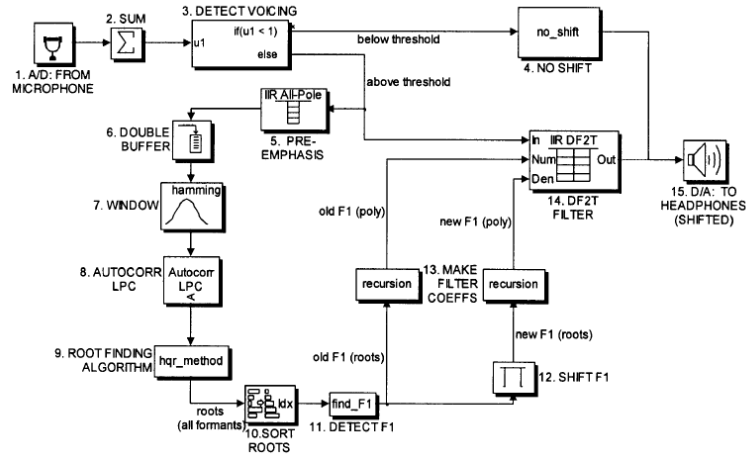 1. A/D: FROM
MICROPHONE
2. SUM
3. DETECT VOICING
u1
if(u1 < 1)
else
below threshold
above threshold
no_shift
4. NO SHIFT
IIR All-Pole
5. PRE-
EMPHASIS
6. DOUBLE
BUFFER
hamming
7. WINDOW
8. AUTOCORR
LPC
Autocorr
LPC
A
9. ROOT FINDING
ALGORITHM
hqr_method
roots
(all formants)
Idx
10.SORT
ROOTS
find_F1
11. DETECT F1
old F1 (roots)
recursion
old F1 (poly)
12. SHIFT F1
new F1 (roots)
13. MAKE
FILTER
COEFFS
recursion
new F1 (poly)
In
Num
Den
IIR DF2T
Out
14. DF2T
FILTER
15. D/A: TO
HEADPHONES
(SHIFTED)